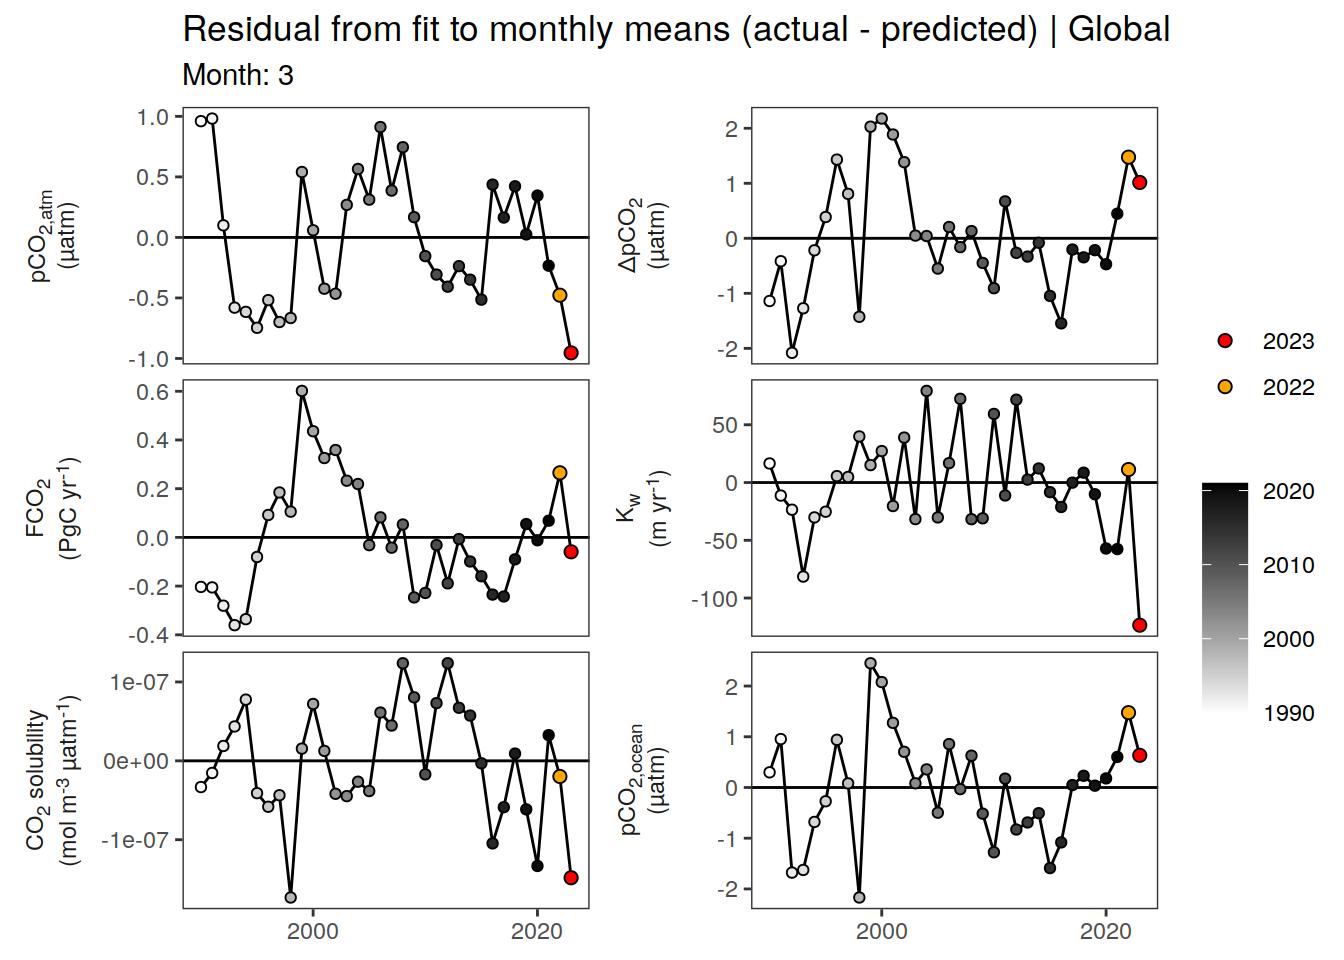 Residual from fit to monthly means (actual - predicted) | Global
Month: 3
pCO2,atm
(µatm)
1.0
0.5
0.0
-0.5
-1.0
ΔpCO2
(µatm)
2
1
0
-1
-2
FCO2
(PgC yr-1)
0.6
0.4
0.2
0.0
-0.2
-0.4
Kw
(m yr-1)
50
0
-50
-100
CO2 solubility
(mol m-3 µatm-1)
1e-07
0e+00
-1e-07
2000
2020
pCO2,ocean
(µatm)
2
1
0
-1
-2
2000
2020
2023
2022
2020
2010
2000
1990